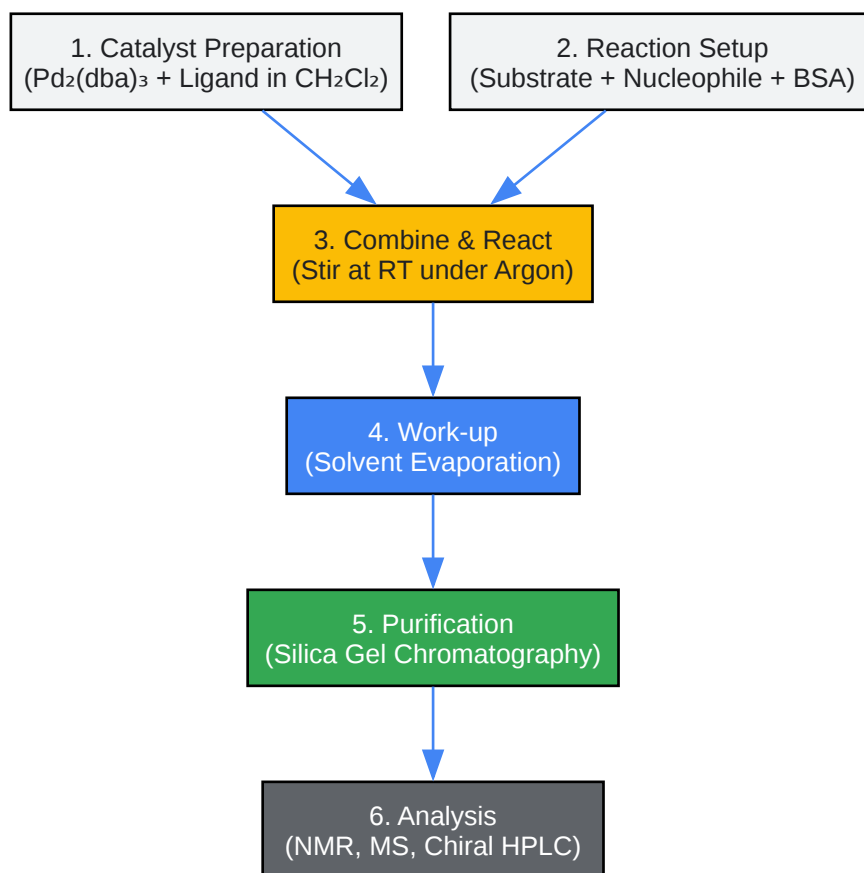 1. Catalyst Preparation
(Pd₂(dba)₃ + Ligand in CH₂Cl₂)
2. Reaction Setup
(Substrate + Nucleophile + BSA)
3. Combine & React
(Stir at RT under Argon)
4. Work-up
(Solvent Evaporation)
5. Purification
(Silica Gel Chromatography)
6. Analysis
(NMR, MS, Chiral HPLC)